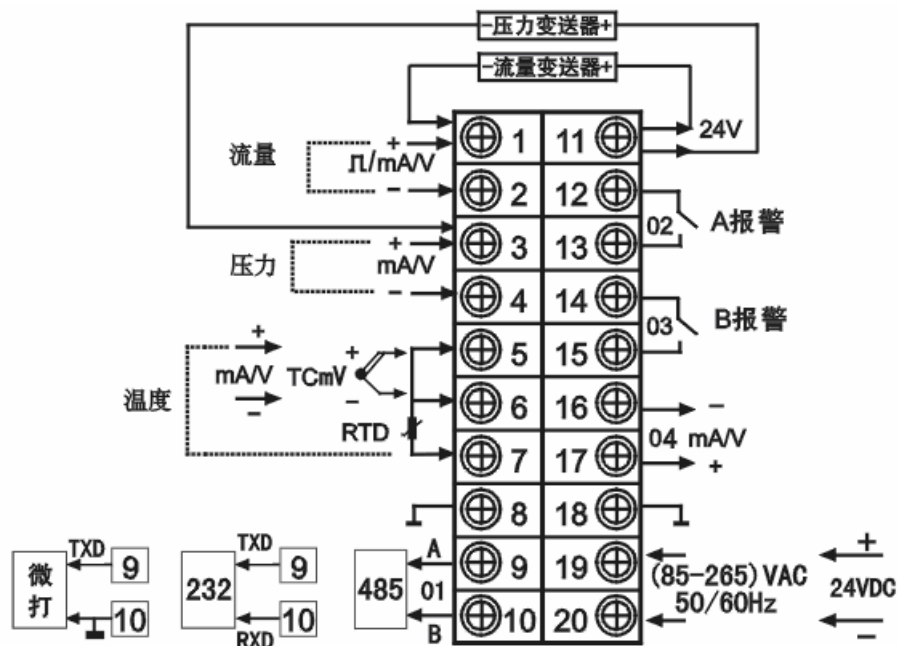 -压力变送器+
-流量变送器+
流量
+
⎍/mA/V
-
1
11
24V
2
12
02
A报警
3
13
压力
+
mA/V
-
4
14
03
B报警
5
15
温度
+
mA/V
-
TCmV
+
-
RTD
6
16
-
04 mA/V
7
17
+
8
18
微打
TXD
9
10
232
TXD
9
RXD
10
485
A
01
B
9
19
(85-265)VAC
50/60Hz
+
24VDC
-
10
20